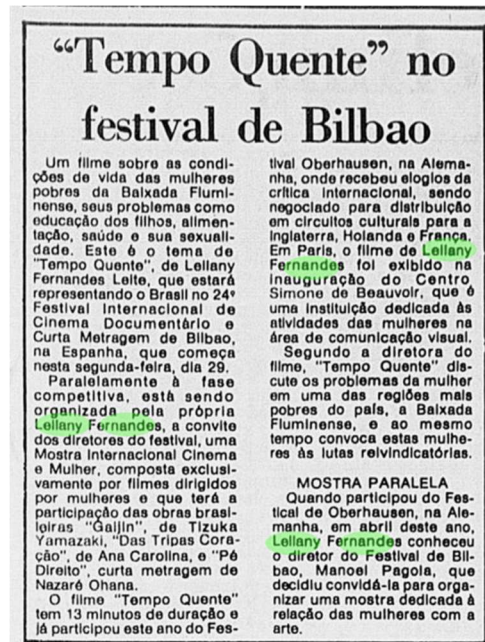 “Tempo Quente” no
festival de Bilbao
Um filme sobre as condi-
ções de vida das mulheres
pobres da Baixada Flumi-
nense, seus problemas como
educação dos filhos, alimen-
tação, saúde e sua sexuali-
dade. Este é o tema de
"Tempo Quente", de Leilany
Fernandes Leite, que estará
representando o Brasil no 24º
Festival Internacional de
Cinema Documentário e
Curta Metragem de Bilbao,
na Espanha, que começa
nesta segunda-feira, dia 29.
Paralelamente à fase
competitiva, está sendo
organizada pela própria
Leilany Fernandes, a convite
dos diretores do festival, uma
Mostra Internacional Cinema
e Mulher, composta exclusi-
vamente por filmes dirigidos
por mulheres e que terá a
participação das obras brasi-
leiras "Gaijin", de Tizuka
Yamazaki, "Das Tripas Cora-
ção", de Ana Carolina, e "Pé
Direito", curta metragem de
Nazaré Ohana.
O filme "Tempo Quente"
tem 13 minutos de duração e
já participou este ano do Fes-
tival Oberhausen, na Alema-
nha, onde recebeu elogios da
crítica internacional, sendo
negociado para distribuição
em circuitos culturais para a
Inglaterra, Holanda e França.
Em Paris, o filme de Leilany
Fernandes foi exibido na
inauguração do Centro
Simone de Beauvoir, que é
uma instituição dedicada às
atividades das mulheres na
área de comunicação visual.
Segundo a diretora do
filme, "Tempo Quente" dis-
cute os problemas da mulher
em uma das regiões mais
pobres do país, a Baixada
Fluminense, e ao mesmo
tempo convoca estas mulhe-
res às lutas reivindicatórias.
MOSTRA PARALELA
Quando participou do Fes-
tical de Oberhausen, na Ale-
manha, em abril deste ano,
Leilany Fernandes conheceu
o diretor do Festival de Bil-
bao, Manoel Pagola, que
decidiu convidá-la para orga-
nizar uma mostra dedicada à
relação das mulheres com a
arte.